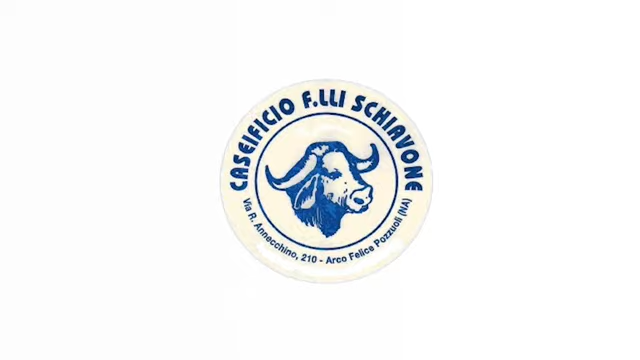 CASEIFICIO F.LLI SCHIAVONE
Via R. Annecchino, 210 - Arco Felice Pozzuoli (NA)